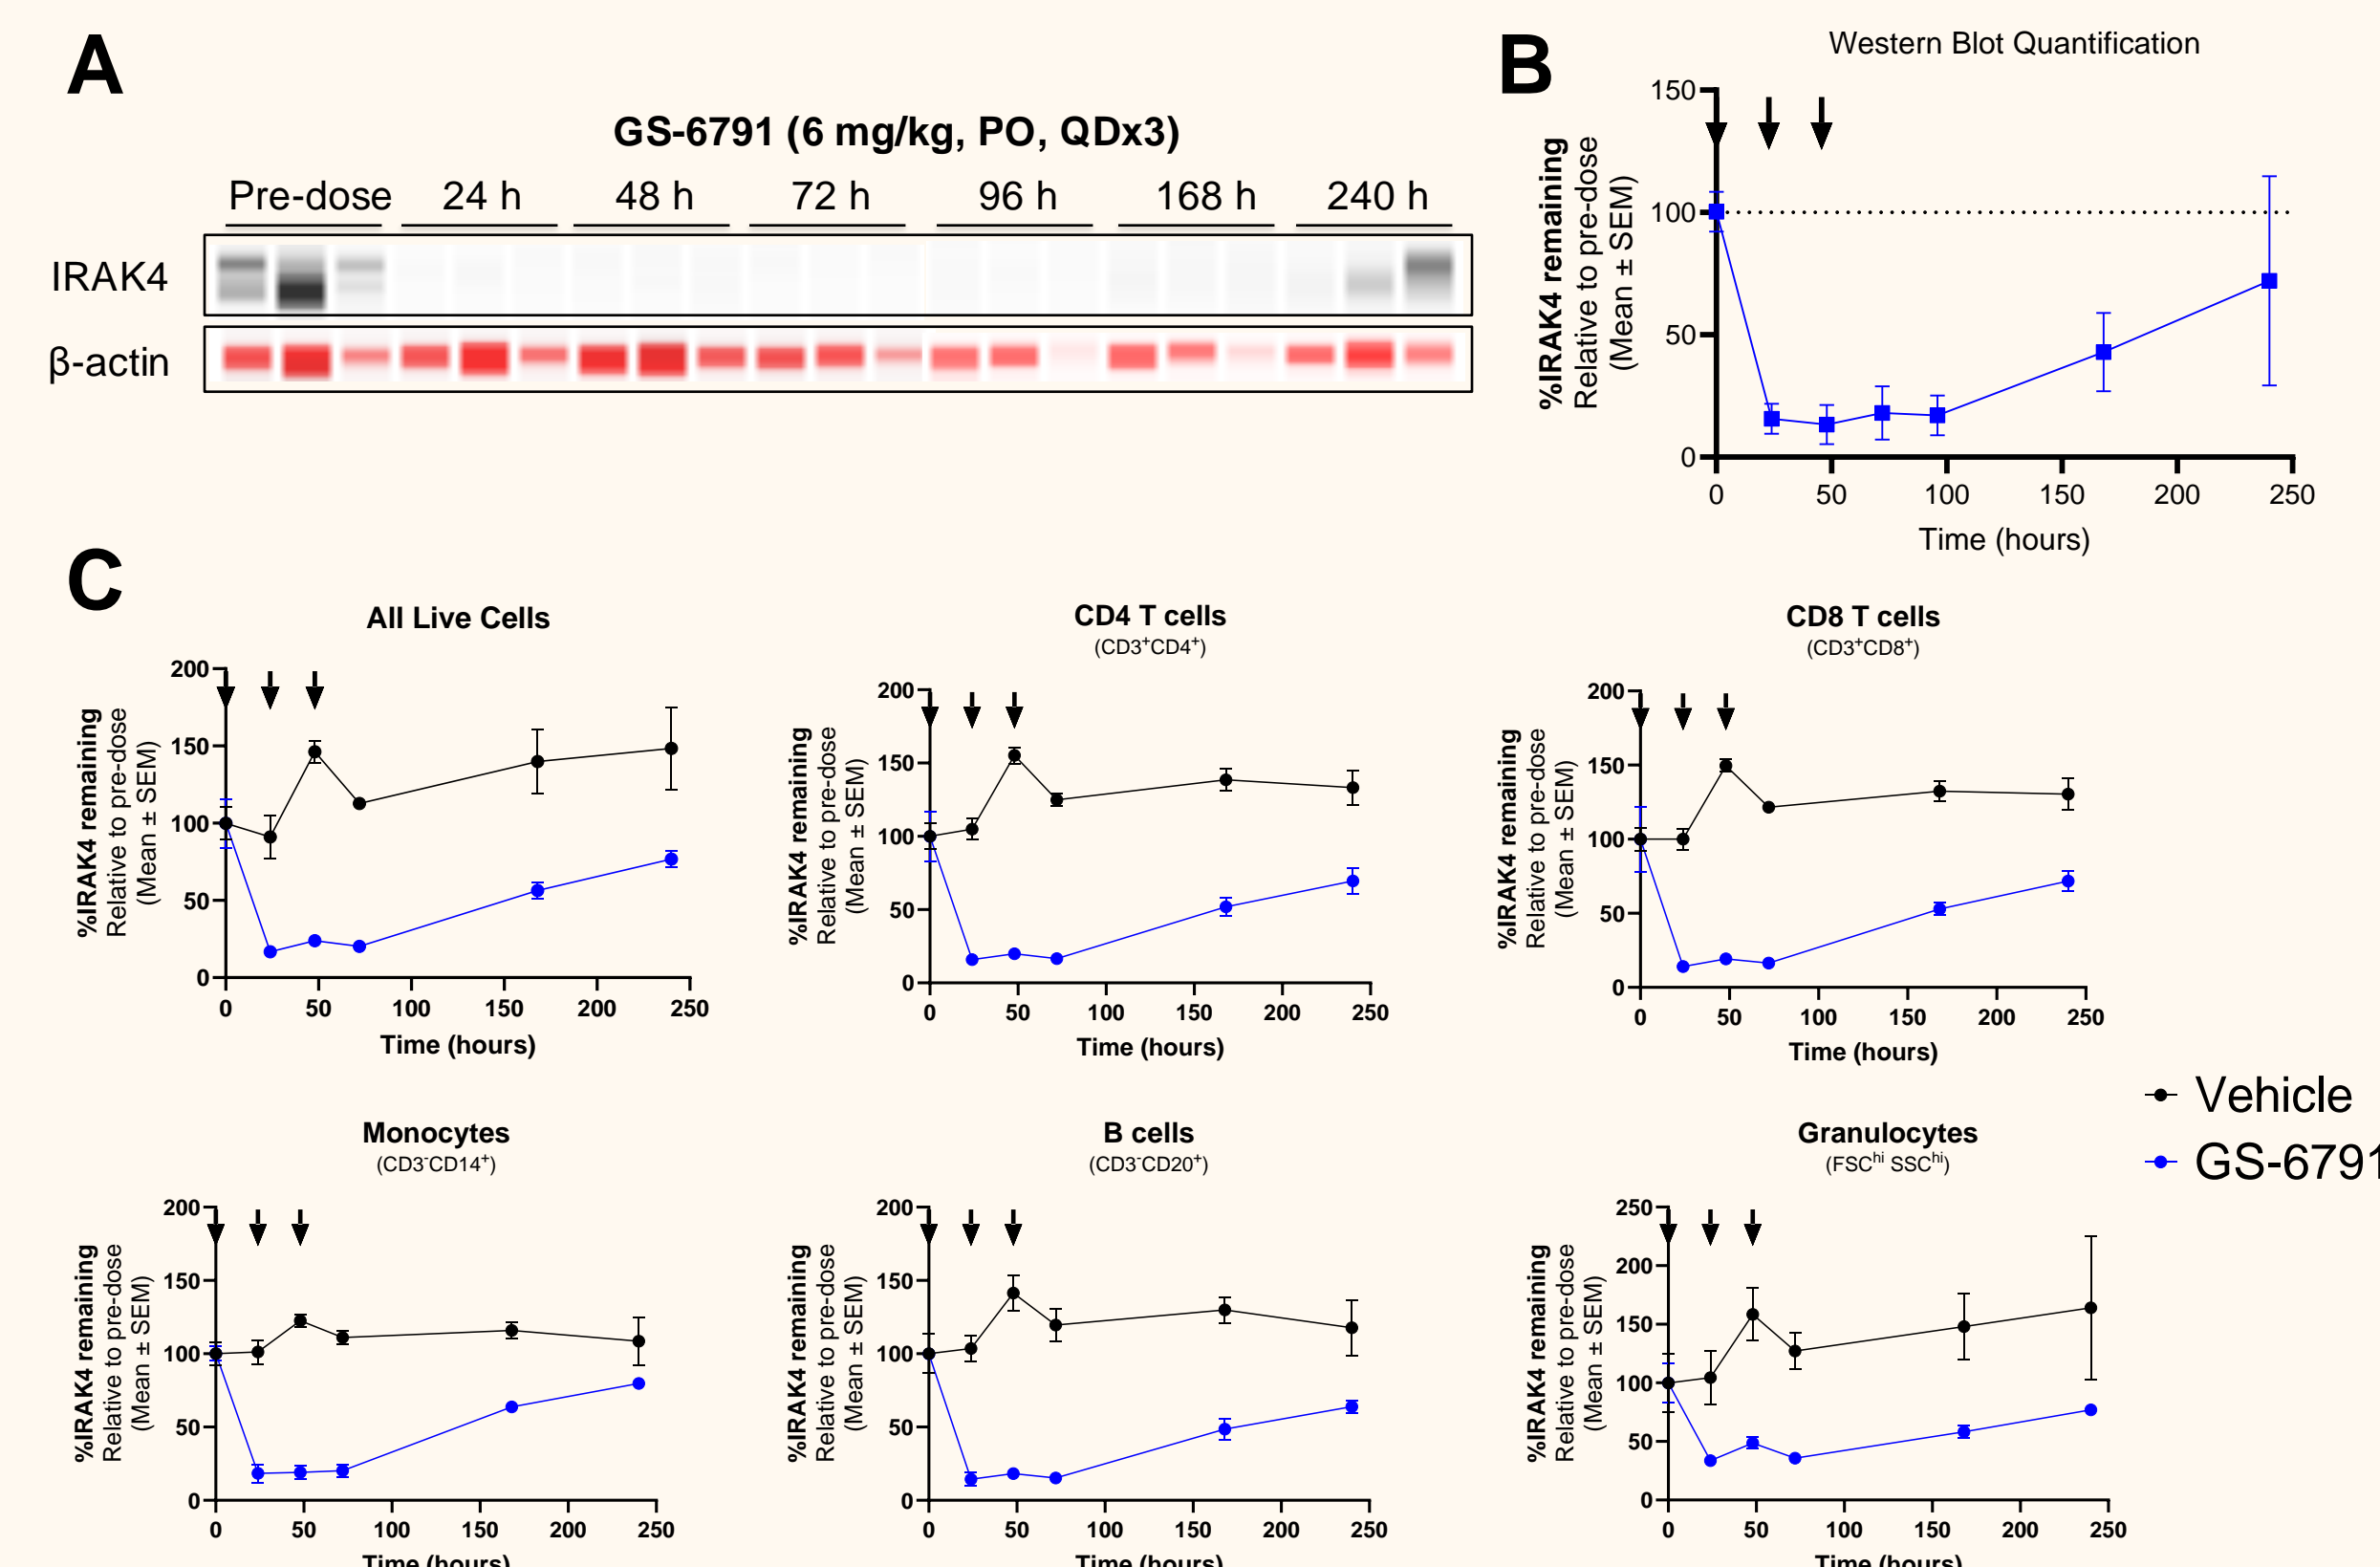 A
GS-6791 (6 mg/kg, PO, QDx3)
Pre-dose 24 h 48 h 72 h 96 h 168 h 240 h
IRAK4
β-actin
B
Western Blot Quantification
%IRAK4 remaining
Relative to pre-dose
(Mean ± SEM)
150
100
50
0
0 50 100 150 200 250
Time (hours)
C
All Live Cells
%IRAK4 remaining
Relative to pre-dose
(Mean ± SEM)
200
150
100
50
0
0 50 100 150 200 250
Time (hours)
CD4 T cells
(CD3⁺CD4⁺)
%IRAK4 remaining
Relative to pre-dose
(Mean ± SEM)
200
150
100
50
0
0 50 100 150 200 250
Time (hours)
CD8 T cells
(CD3⁺CD8⁺)
%IRAK4 remaining
Relative to pre-dose
(Mean ± SEM)
200
150
100
50
0
0 50 100 150 200 250
Time (hours)
Vehicle
GS-6791
Monocytes
(CD3⁻CD14⁺)
%IRAK4 remaining
Relative to pre-dose
(Mean ± SEM)
200
150
100
50
0
0 50 100 150 200 250
Time (hours)
B cells
(CD3⁻CD20⁺)
%IRAK4 remaining
Relative to pre-dose
(Mean ± SEM)
200
150
100
50
0
0 50 100 150 200 250
Time (hours)
Granulocytes
(FSCʰⁱ SSCʰⁱ)
%IRAK4 remaining
Relative to pre-dose
(Mean ± SEM)
250
200
150
100
50
0
0 50 100 150 200 250
Time (hours)